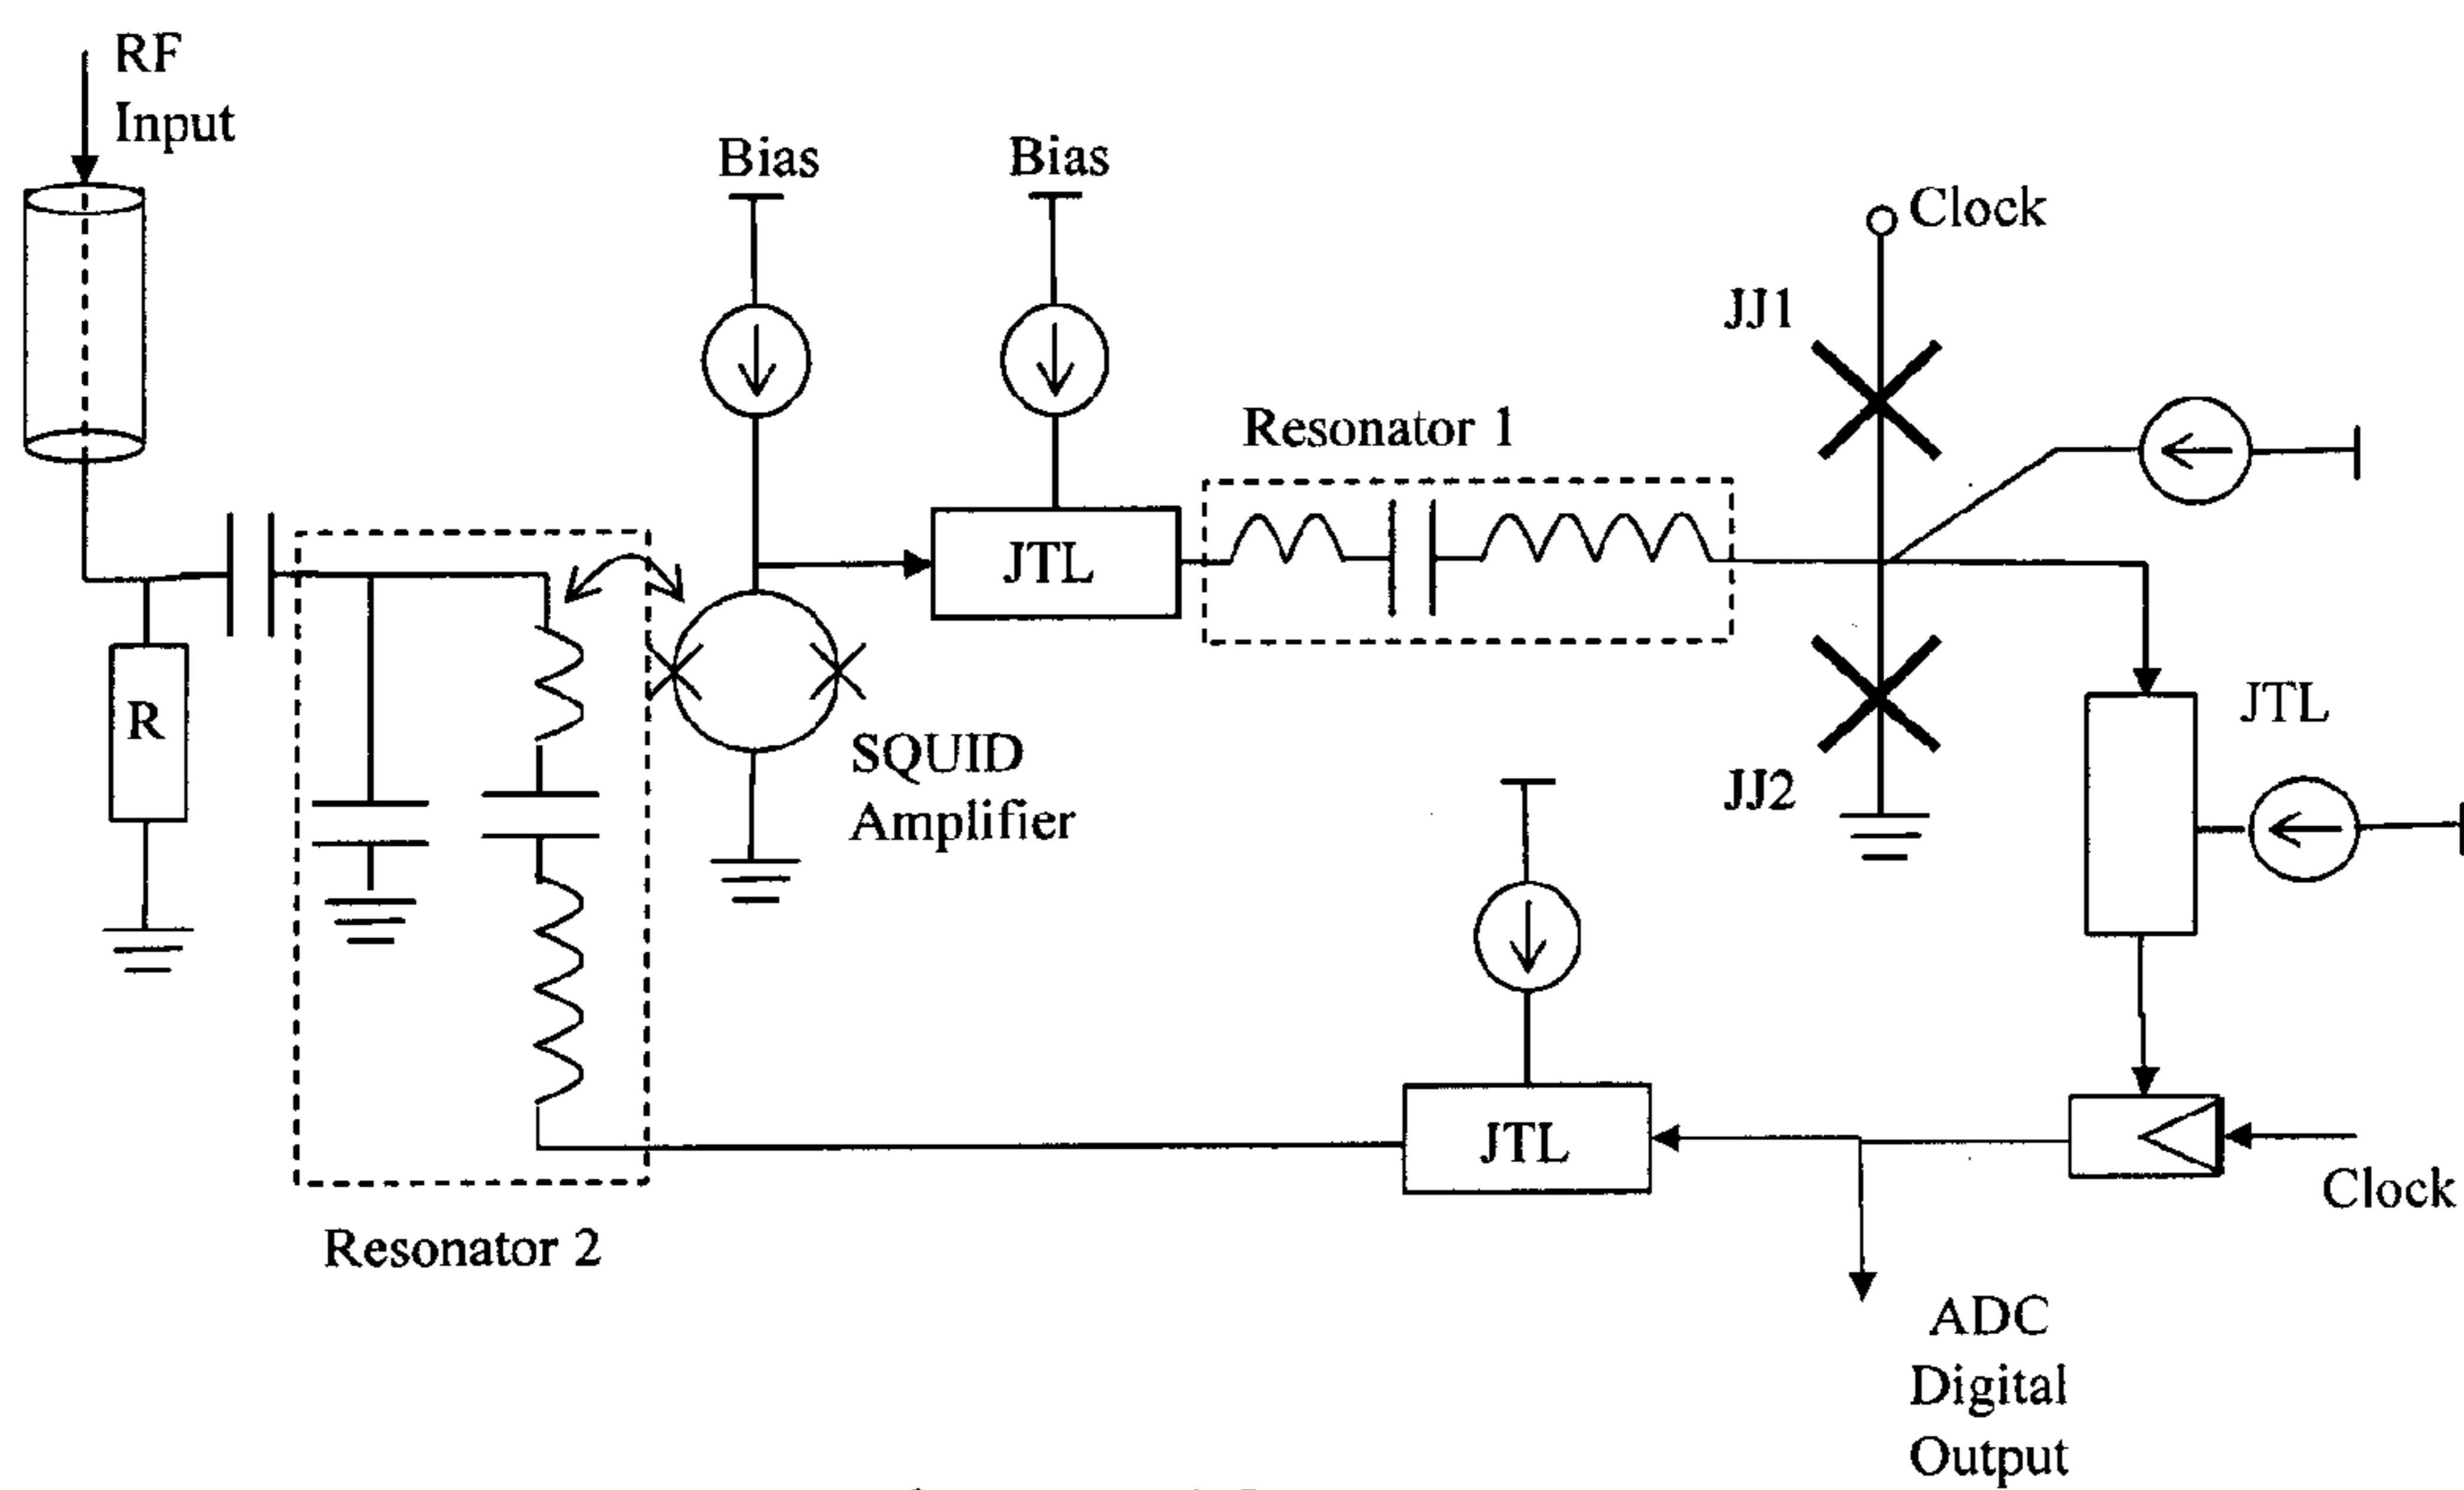 RF
Input
Bias
Bias
Clock
JJ1
Resonator 1
JTL
R
SQUID
Amplifier
JJ2
JTL
JTL
Clock
Resonator 2
ADC
Digital
Output